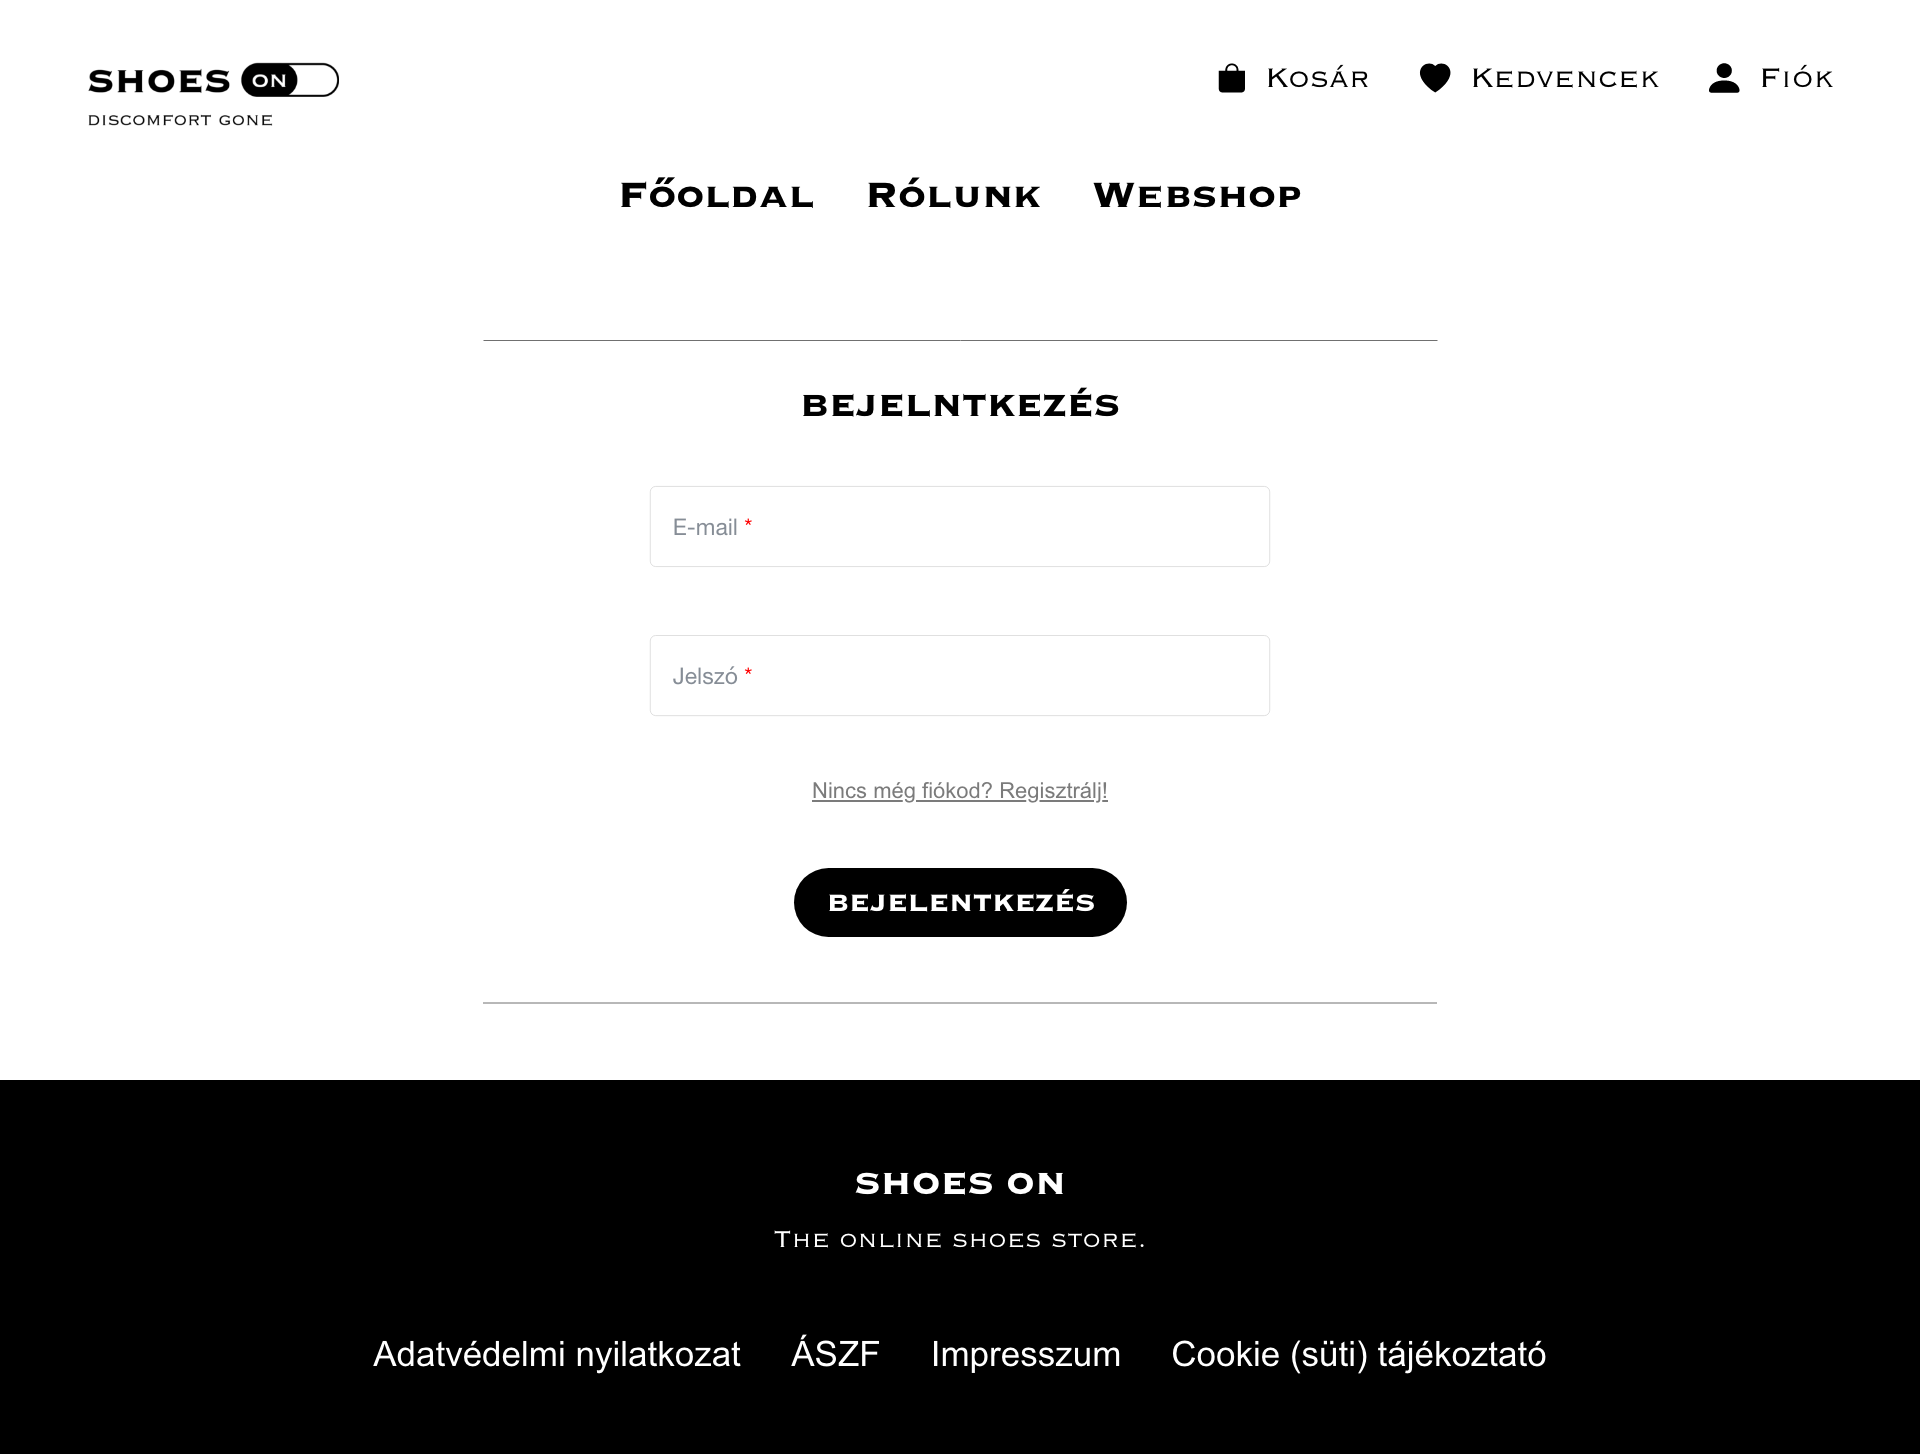 SHOES ON
DISCOMFORT GONE
Kosár
Kedvencek
Fiók
Főoldal Rólunk Webshop
BEJELNTKEZÉS
E-mail *
Jelszó *
Nincs még fiókod? Regisztrálj!
BEJELENTKEZÉS
SHOES ON
The online shoes store.
Adatvédelmi nyilatkozat ÁSZF Impresszum Cookie (süti) tájékoztató